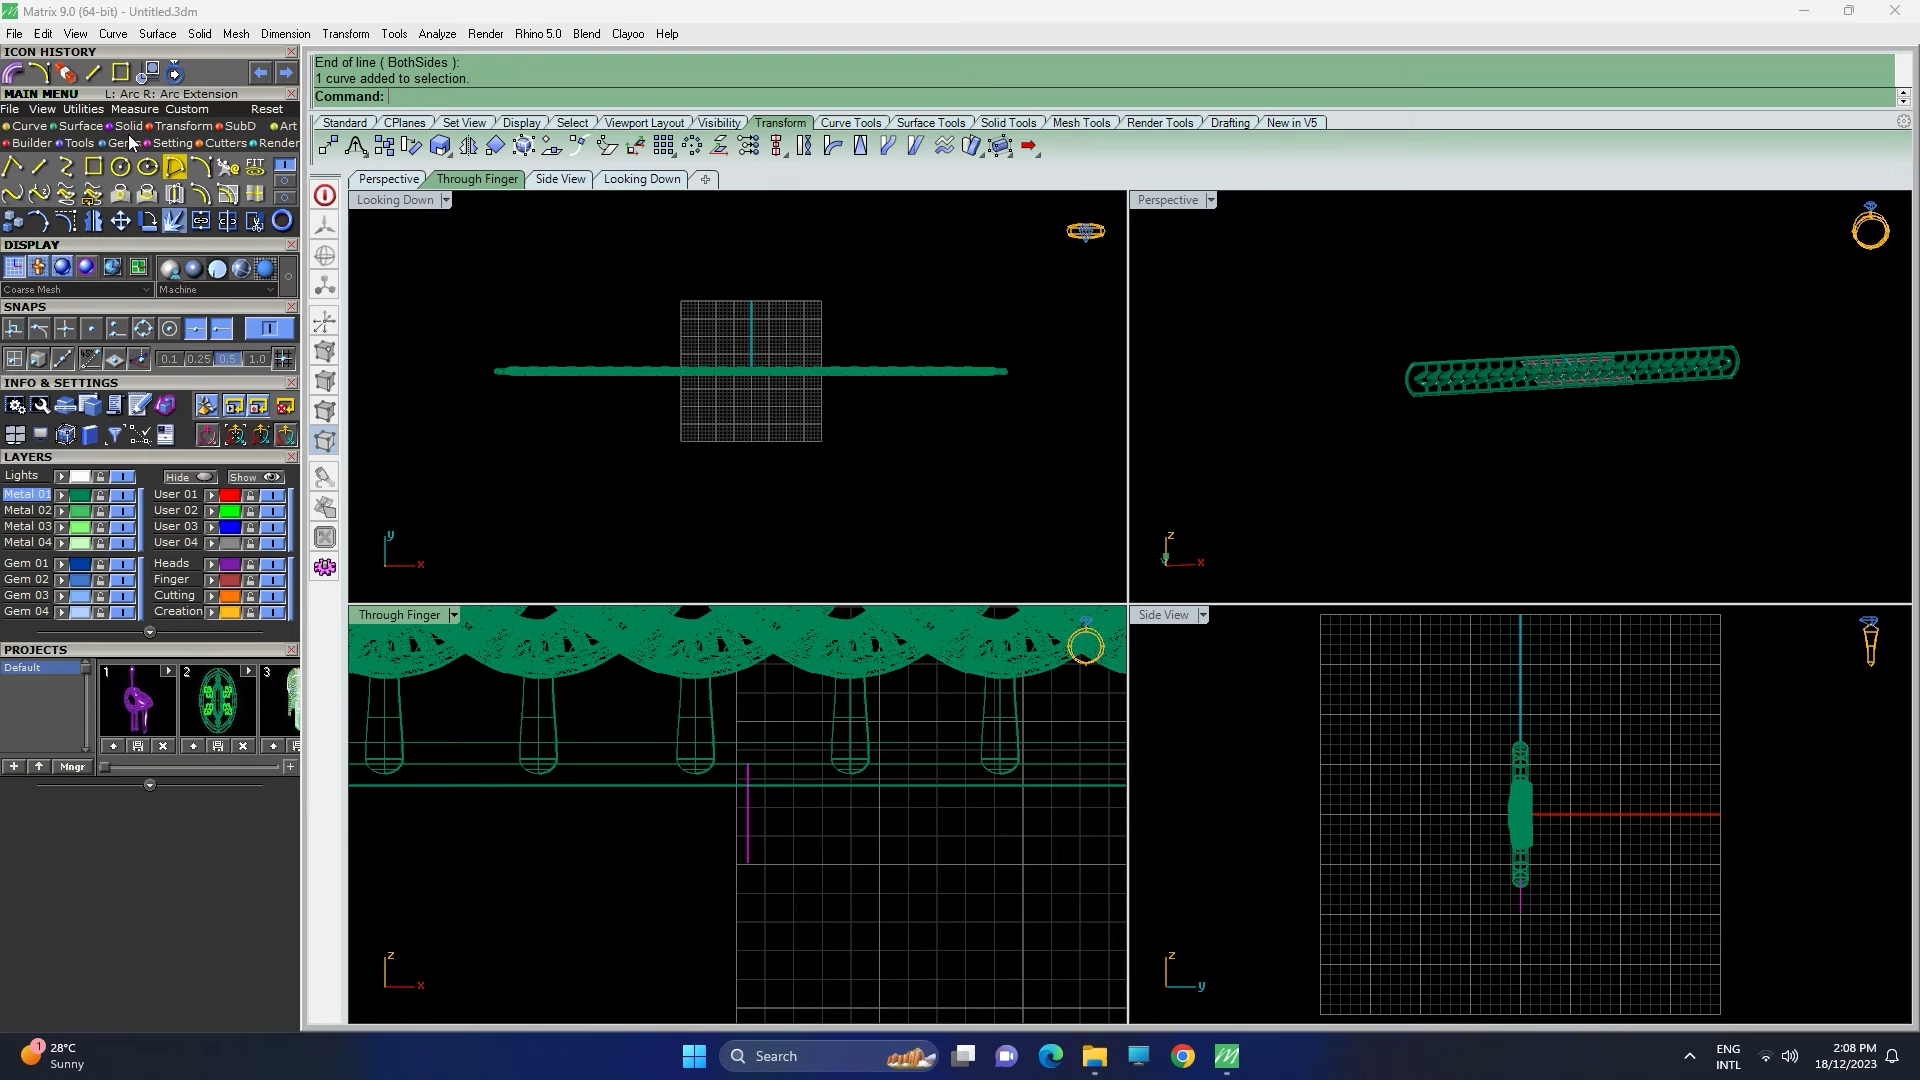 Matrix 9.0 (64-bit) - Untitled.3dm
File Edit View Curve Surface Solid Mesh Dimension Transform Tools Analyze Render Rhino 5.0 Blend Clayoo Help
ICON HISTORY
MAIN MENU L: Arc R: Arc Extension
File View Utilities Measure Custom Reset
Curve Surface Solid Transform SubD Art
Builder Tools Setting Cutters Render
FIT
DISPLAY
Coarse Mesh Machine
SNAPS
0.1 0.25 0.5 1.0
INFO & SETTINGS
LAYERS
Lights Hide Show
Metal 01 User 01
Metal 02 User 02
Metal 03 User 03
Metal 04 User 04
Gem 01 Heads
Gem 02 Finger
Gem 03 Cutting
Gem 04 Creation
PROJECTS
Default 1 2 3
Mngr
End of line ( BothSides ):
1 curve added to selection.
Command:
Standard CPlanes Set View Display Select Viewport Layout Visibility Transform Curve Tools Surface Tools Solid Tools Mesh Tools Render Tools Drafting New in V5
Perspective Through Finger Side View Looking Down
Looking Down
y
x
Perspective
z
x
Through Finger
z
x
Side View
z
y
1
28°C
Sunny
Search
ENG
INTL
2:08 PM
18/12/2023